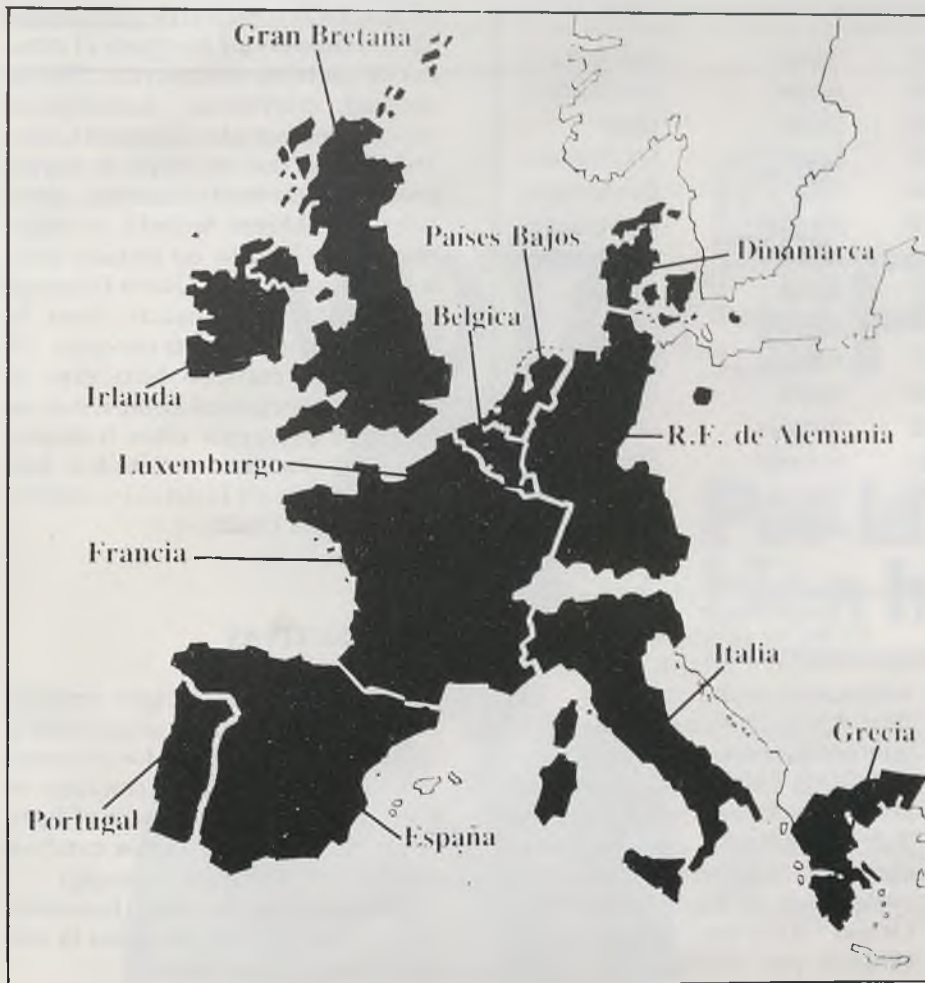 Gran Bretaña
Países Bajos
Dinamarca
Bélgica
Irlanda
R.F. de Alemania
Luxemburgo
Francia
Italia
Grecia
Portugal
España